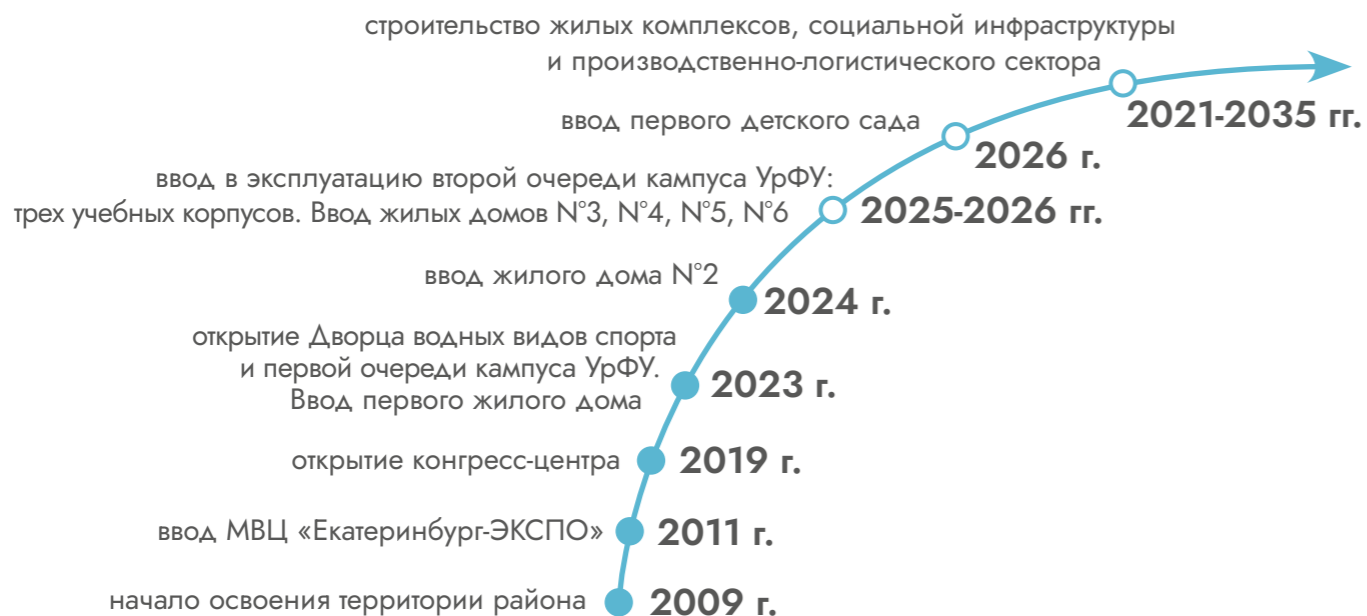 строительство жилых комплексов, социальной инфраструктуры
и производственно-логистического сектора
2021-2035 гг.
ввод первого детского сада
2026 г.
ввод в эксплуатацию второй очереди кампуса УрФУ:
трех учебных корпусов. Ввод жилых домов N°3, N°4, N°5, N°6
2025-2026 гг.
ввод жилого дома N°2
2024 г.
открытие Дворца водных видов спорта
и первой очереди кампуса УрФУ.
Ввод первого жилого дома
2023 г.
открытие конгресс-центра
2019 г.
ввод МВЦ «Екатеринбург-ЭКСПО»
2011 г.
начало освоения территории района
2009 г.